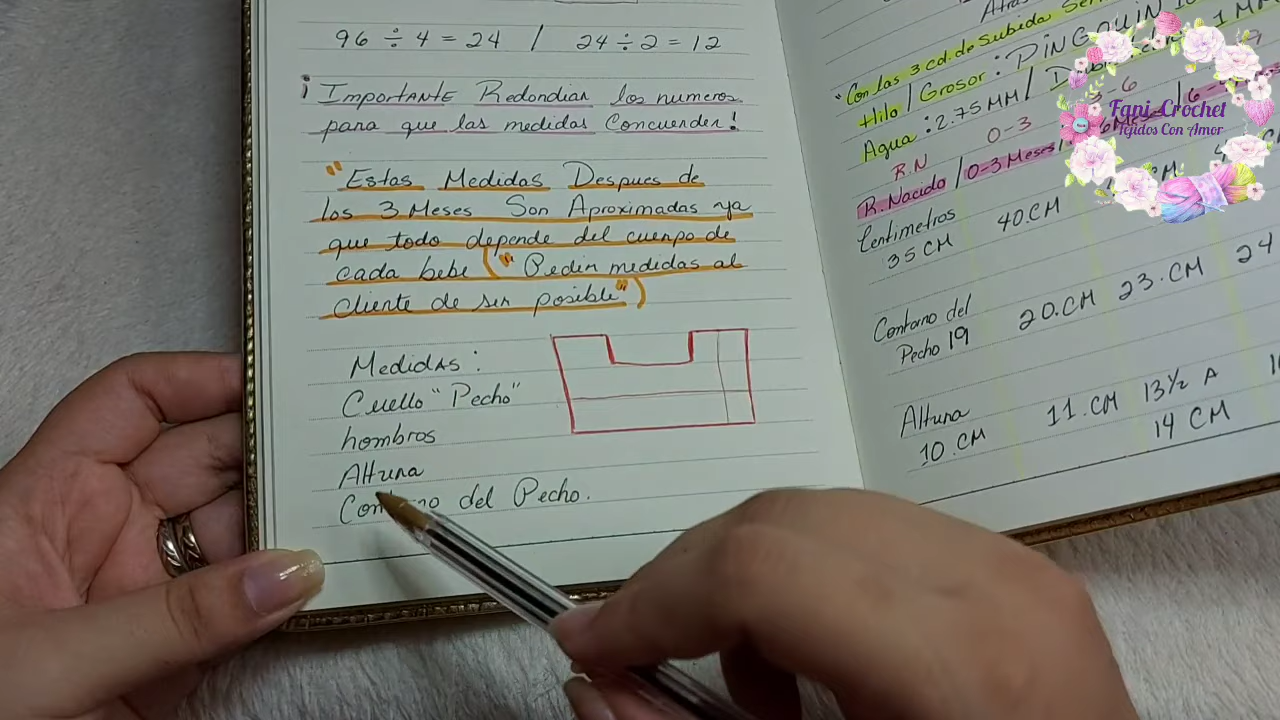 96 ÷ 4 = 24 / 24 ÷ 2 = 12
¡ Importante Redondiar los numeros
para que las medidas Concuerden!
"Estas Medidas Despues de
los 3 Meses Son Aproximadas ya
que todo depende del cuerpo de
cada bebe ("Pedir medidas al
cliente de ser posible")
Medidas:
Cuello "Pecho"
hombros
Altura
del Pecho.
Con las 3 cd. de Subida
Hilo / Grosor: PINGOUIN
Agua: 2.75 MM /
R.N 0-3 3-6
R. Nacido / 0-3 Meses /
Centimetros
35 CM 40.CM
Contorno del
Pecho 19 20.CM 23.CM 24
Altura
10.CM 11.CM 13½ A
14 CM
Fani-Crochet
Tejidos Con Amor